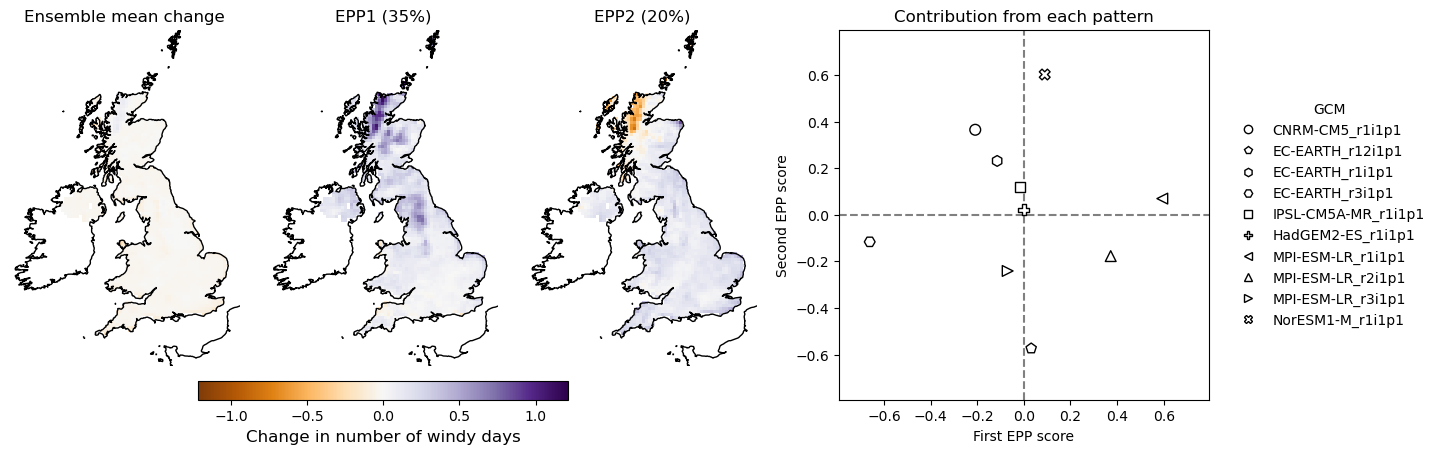 Ensemble mean change
EPP1 (35%)
EPP2 (20%)
−1.0
−0.5
0.0
0.5
1.0
Change in number of windy days
Contribution from each pattern
Second EPP score
0.6
0.4
0.2
0.0
−0.2
−0.4
−0.6
−0.6
−0.4
−0.2
0.0
0.2
0.4
0.6
First EPP score
GCM
CNRM-CM5_r1i1p1
EC-EARTH_r12i1p1
EC-EARTH_r1i1p1
EC-EARTH_r3i1p1
IPSL-CM5A-MR_r1i1p1
HadGEM2-ES_r1i1p1
MPI-ESM-LR_r1i1p1
MPI-ESM-LR_r2i1p1
MPI-ESM-LR_r3i1p1
NorESM1-M_r1i1p1